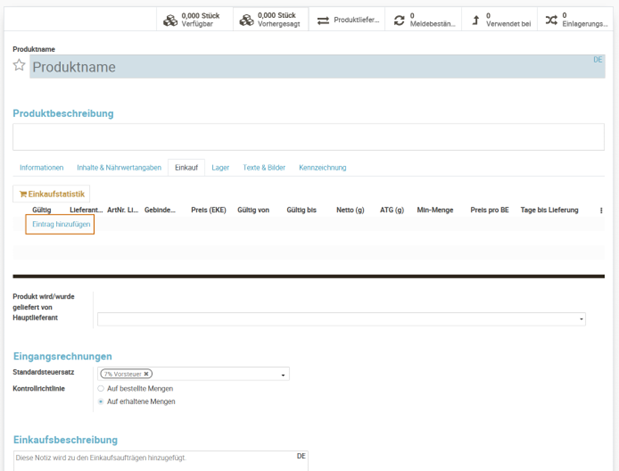 0,000 Stück Verfügbar
0,000 Stück Vorhergesagt
Produktliefer...
0 Meldebestän...
0 Verwendet bei
0 Einlagerungs...
Produktname
Produktname
DE
Produktbeschreibung
Informationen Inhalte & Nährwertangaben Einkauf Lager Texte & Bilder Kennzeichnung
Einkaufstatistik
Gültig Lieferant... ArtNr. Li... Gebinde... Preis (EKE) Gültig von Gültig bis Netto (g) ATG (g) Min-Menge Preis pro BE Tage bis Lieferung
Eintrag hinzufügen
Produkt wird/wurde
geliefert von
Hauptlieferant
Eingangsrechnungen
Standardsteuersatz 7% Vorsteuer ×
Kontrollrichtlinie Auf bestellte Mengen
Auf erhaltene Mengen
Einkaufsbeschreibung
Diese Notiz wird zu den Einkaufsaufträgen hinzugefügt. DE